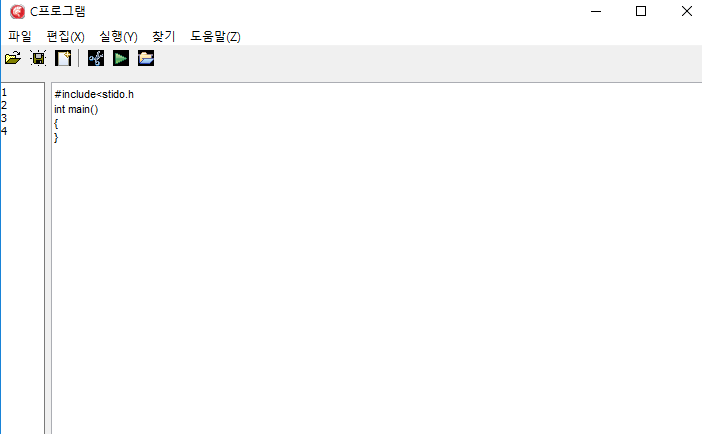 C프로그램
파일 편집(X) 실행(Y) 찾기 도움말(Z)
1 #include<stido.h
2 int main()
3 {
4 }